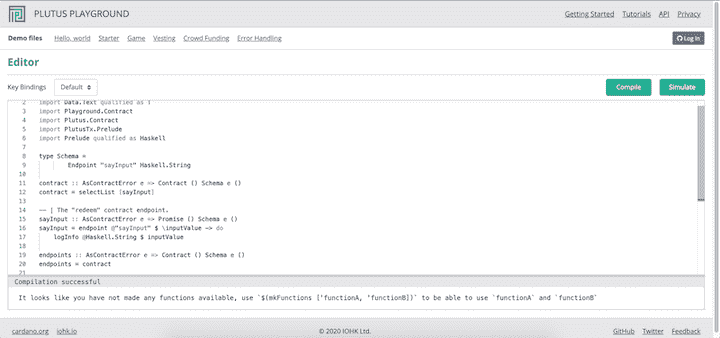 PLUTUS PLAYGROUND
Getting Started Tutorials API Privacy
Demo files Hello, world Starter Game Vesting Crowd Funding Error Handling
Log In
Editor
Key Bindings Default Compile Simulate
2 import Data.Text qualified as T
3 import Playground.Contract
4 import Plutus.Contract
5 import PlutusTx.Prelude
6 import Prelude qualified as Haskell
7
8 type Schema =
9 Endpoint "sayInput" Haskell.String
10
11 contract :: AsContractError e => Contract () Schema e ()
12 contract = selectList [sayInput]
13
14 -- | The "redeem" contract endpoint.
15 sayInput :: AsContractError e => Promise () Schema e ()
16 sayInput = endpoint @"sayInput" $ \inputValue -> do
17 logInfo @Haskell.String $ inputValue
18
19 endpoints :: AsContractError e => Contract () Schema e ()
20 endpoints = contract
21
Compilation successful
It looks like you have not made any functions available, use `$(mkFunctions ['functionA, 'functionB])` to be able to use `functionA` and `functionB`
cardano.org iohk.io © 2020 IOHK Ltd. GitHub Twitter Feedback